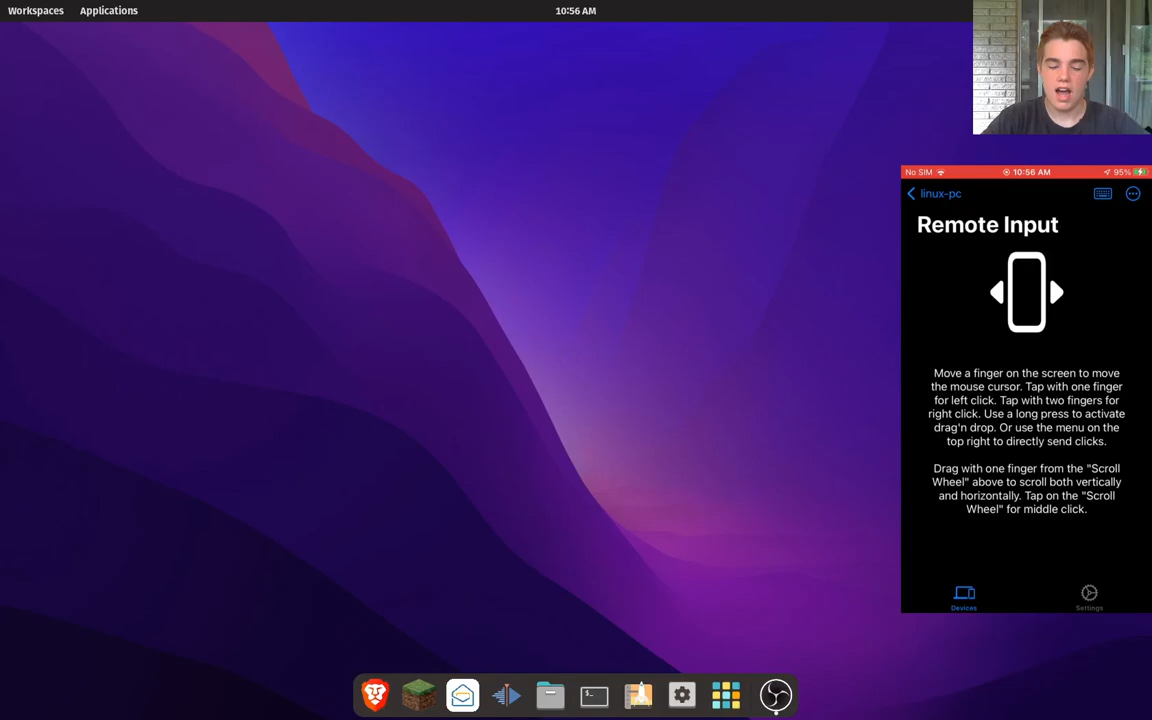 Workspaces Applications 10:56 AM
No SIM 10:56 AM 95%
linux-pc
Remote Input
Move a finger on the screen to move
the mouse cursor. Tap with one finger
for left click. Tap with two fingers for
right click. Use a long press to activate
drag'n drop. Or use the menu on the
top right to directly send clicks.
Drag with one finger from the "Scroll
Wheel" above to scroll both vertically
and horizontally. Tap on the "Scroll
Wheel" for middle click.
Devices Settings
$_